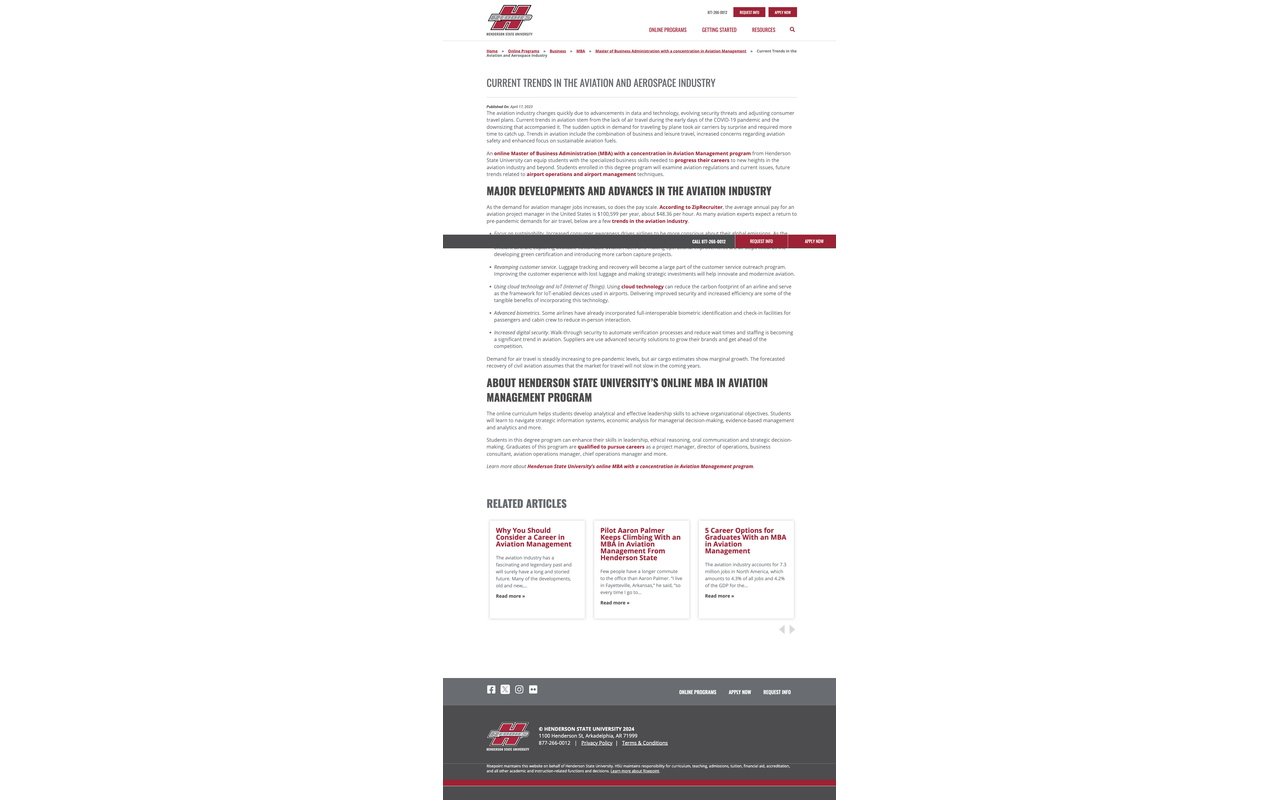 HENDERSON
HENDERSON STATE UNIVERSITY
877-266-0012 REQUEST INFO APPLY NOW
ONLINE PROGRAMS GETTING STARTED RESOURCES
Home » Online Programs » Business » MBA » Master of Business Administration with a concentration in Aviation Management » Current Trends in the
Aviation and Aerospace Industry
CURRENT TRENDS IN THE AVIATION AND AEROSPACE INDUSTRY
Published On: April 17, 2023
The aviation industry changes quickly due to advancements in data and technology, evolving security threats and adjusting consumer
travel plans. Current trends in aviation stem from the lack of air travel during the early days of the COVID-19 pandemic and the
downsizing that accompanied it. The sudden uptick in demand for traveling by plane took air carriers by surprise and required more
time to catch up. Trends in aviation include the combination of business and leisure travel, increased concerns regarding aviation
safety and enhanced focus on sustainable aviation fuels.
An online Master of Business Administration (MBA) with a concentration in Aviation Management program from Henderson
State University can equip students with the specialized business skills needed to progress their careers to new heights in the
aviation industry and beyond. Students enrolled in this degree program will examine aviation regulations and current issues, future
trends related to airport operations and airport management techniques.
MAJOR DEVELOPMENTS AND ADVANCES IN THE AVIATION INDUSTRY
As the demand for aviation manager jobs increases, so does the pay scale. According to ZipRecruiter, the average annual pay for an
aviation project manager in the United States is $100,599 per year, about $48.36 per hour. As many aviation experts expect a return to
pre-pandemic demands for air travel, below are a few trends in the aviation industry.
• Focus on sustainability. Increased consumer awareness drives airlines to be more conscious about their global emissions. As the
CALL 877-266-0012 REQUEST INFO APPLY NOW
developing green certification and introducing more carbon capture projects.
• Revamping customer service. Luggage tracking and recovery will become a large part of the customer service outreach program.
Improving the customer experience with lost luggage and making strategic investments will help innovate and modernize aviation.
• Using cloud technology and IoT (Internet of Things). Using cloud technology can reduce the carbon footprint of an airline and serve
as the framework for IoT-enabled devices used in airports. Delivering improved security and increased efficiency are some of the
tangible benefits of incorporating this technology.
• Advanced biometrics. Some airlines have already incorporated full-interoperable biometric identification and check-in facilities for
passengers and cabin crew to reduce in-person interaction.
• Increased digital security. Walk-through security to automate verification processes and reduce wait times and staffing is becoming
a significant trend in aviation. Suppliers are use advanced security solutions to grow their brands and get ahead of the
competition.
Demand for air travel is steadily increasing to pre-pandemic levels, but air cargo estimates show marginal growth. The forecasted
recovery of civil aviation assumes that the market for travel will not slow in the coming years.
ABOUT HENDERSON STATE UNIVERSITY'S ONLINE MBA IN AVIATION
MANAGEMENT PROGRAM
The online curriculum helps students develop analytical and effective leadership skills to achieve organizational objectives. Students
will learn to navigate strategic information systems, economic analysis for managerial decision-making, evidence-based management
and analytics and more.
Students in this degree program can enhance their skills in leadership, ethical reasoning, oral communication and strategic decision-
making. Graduates of this program are qualified to pursue careers as a project manager, director of operations, business
consultant, aviation operations manager, chief operations manager and more.
Learn more about Henderson State University's online MBA with a concentration in Aviation Management program.
RELATED ARTICLES
Why You Should
Consider a Career in
Aviation Management
The aviation industry has a
fascinating and legendary past and
will surely have a long and storied
future. Many of the developments,
old and new,...
Read more »
Pilot Aaron Palmer
Keeps Climbing With an
MBA in Aviation
Management From
Henderson State
Few people have a longer commute
to the office than Aaron Palmer. "I live
in Fayetteville, Arkansas," he said, "so
every time I go to...
Read more »
5 Career Options for
Graduates With an MBA
in Aviation
Management
The aviation industry accounts for 7.3
million jobs in North America, which
amounts to 4.3% of all jobs and 4.2%
of the GDP for the...
Read more »
ONLINE PROGRAMS APPLY NOW REQUEST INFO
HENDERSON
HENDERSON STATE UNIVERSITY
© HENDERSON STATE UNIVERSITY 2024
1100 Henderson St, Arkadelphia, AR 71999
877-266-0012 | Privacy Policy | Terms & Conditions
Risepoint maintains this website on behalf of Henderson State University. HSU maintains responsibility for curriculum, teaching, admissions, tuition, financial aid, accreditation,
and all other academic and instruction-related functions and decisions. Learn more about Risepoint.